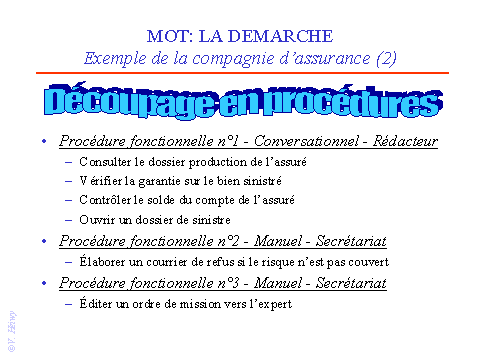 MOT: LA DEMARCHE
Exemple de la compagnie d’assurance (2)
Découpage en procédures
• Procédure fonctionnelle n°1 - Conversationnel - Rédacteur
– Consulter le dossier production de l’assuré
– Vérifier la garantie sur le bien sinistré
– Contrôler le solde du compte de l’assuré
– Ouvrir un dossier de sinistre
• Procédure fonctionnelle n°2 - Manuel - Secrétariat
– Élaborer un courrier de refus si le risque n’est pas couvert
• Procédure fonctionnelle n°3 - Manuel - Secrétariat
– Éditer un ordre de mission vers l’expert